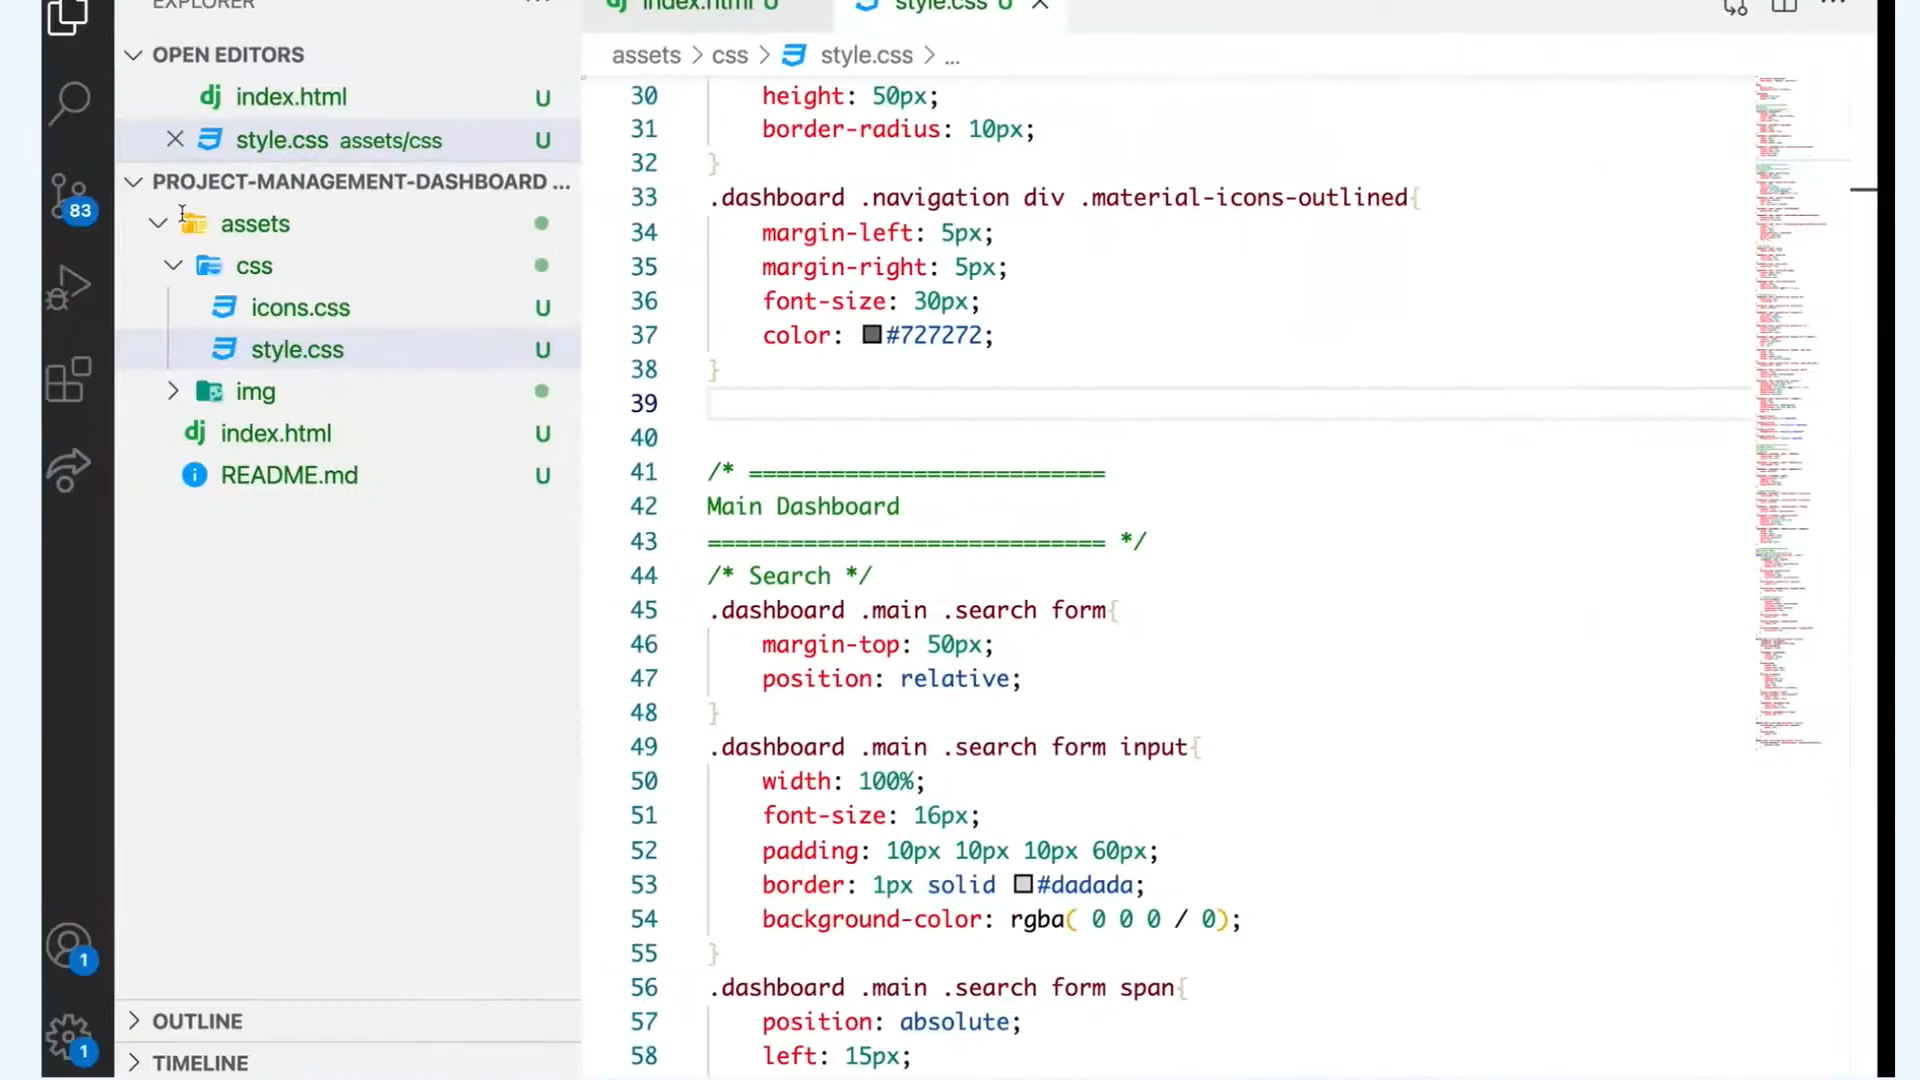 EXPLORER ...
index.html U
style.css U
OPEN EDITORS
index.html U
style.css assets/css U
PROJECT-MANAGEMENT-DASHBOARD ...
assets
css
icons.css U
style.css U
img
index.html U
README.md U
83
1
1
OUTLINE
TIMELINE
assets > css > style.css > ...
30 height: 50px;
31 border-radius: 10px;
32 }
33 .dashboard .navigation div .material-icons-outlined{
34 margin-left: 5px;
35 margin-right: 5px;
36 font-size: 30px;
37 color: #727272;
38 }
39
40
41 /* ==========================
42 Main Dashboard
43 ============================= */
44 /* Search */
45 .dashboard .main .search form{
46 margin-top: 50px;
47 position: relative;
48 }
49 .dashboard .main .search form input{
50 width: 100%;
51 font-size: 16px;
52 padding: 10px 10px 10px 60px;
53 border: 1px solid #dadada;
54 background-color: rgba( 0 0 0 / 0);
55 }
56 .dashboard .main .search form span{
57 position: absolute;
58 left: 15px;